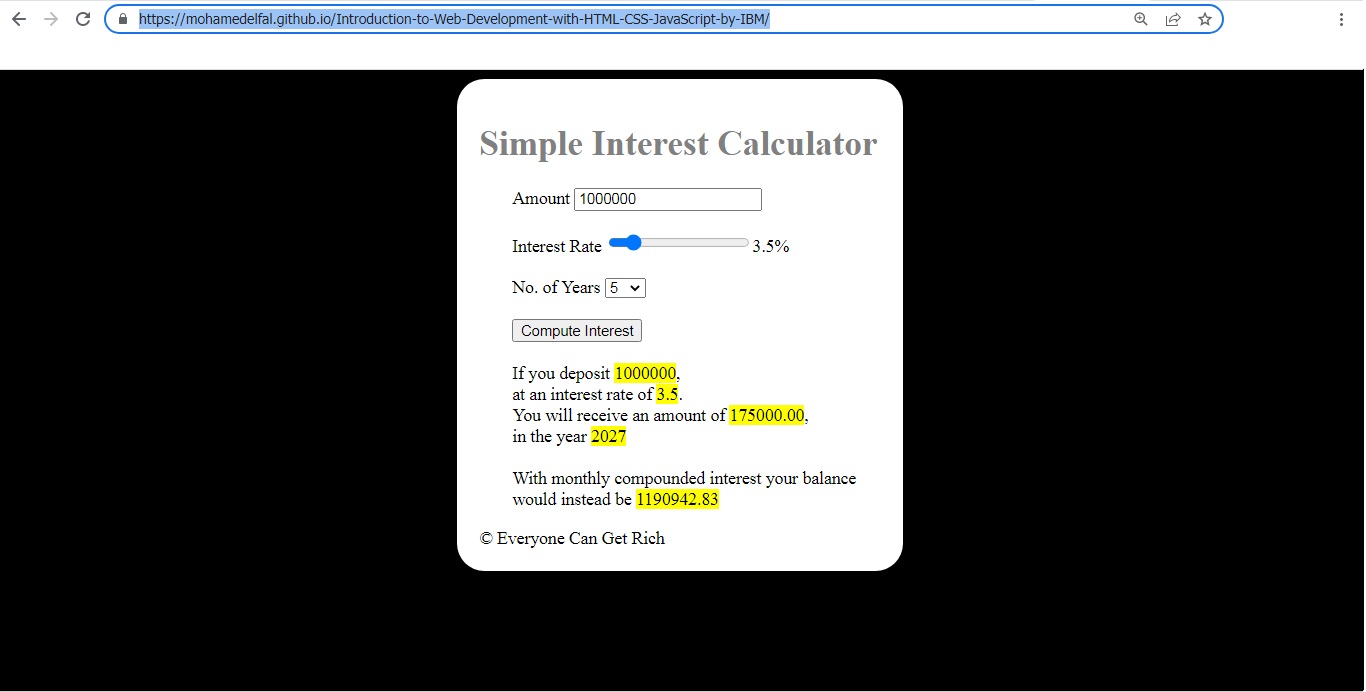 https://mohamedelfal.github.io/Introduction-to-Web-Development-with-HTML-CSS-JavaScript-by-IBM/
Simple Interest Calculator
Amount 1000000
Interest Rate 3.5%
No. of Years 5
Compute Interest
If you deposit 1000000,
at an interest rate of 3.5.
You will receive an amount of 175000.00,
in the year 2027
With monthly compounded interest your balance
would instead be 1190942.83
© Everyone Can Get Rich